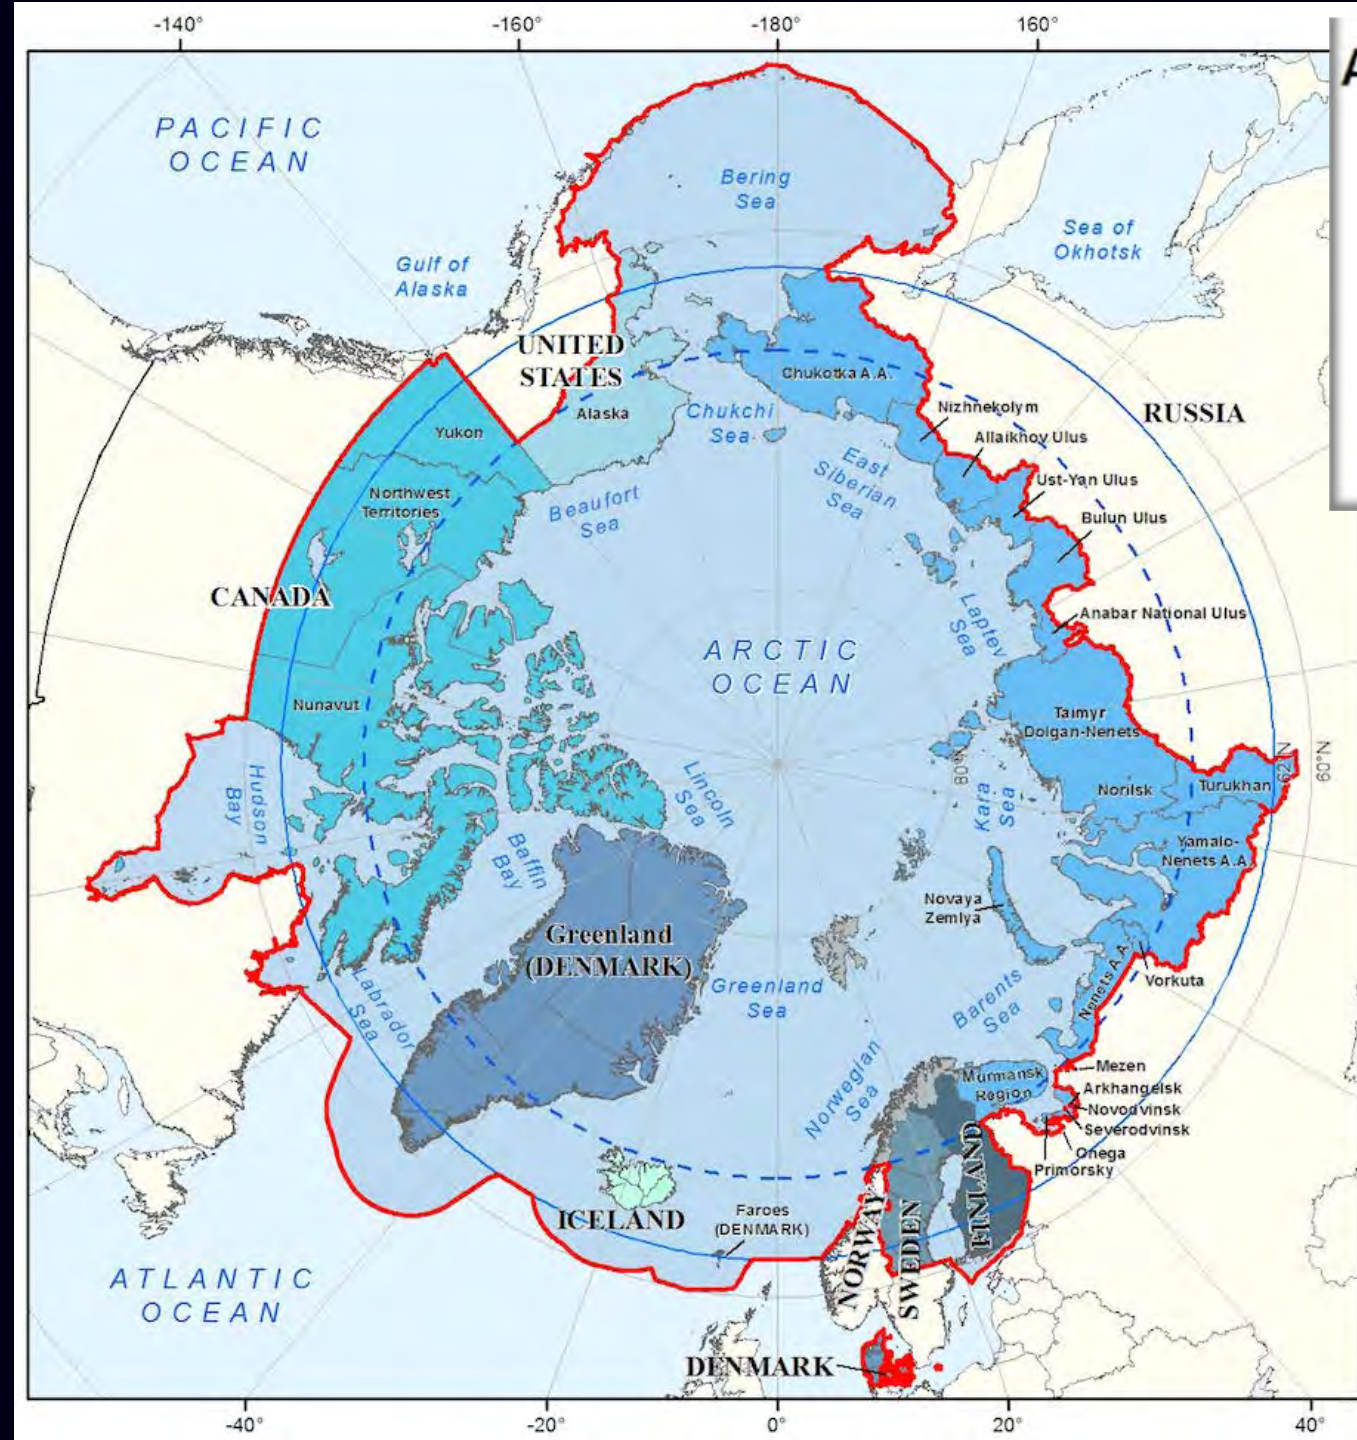 -140°
-160°
-180°
160°
A
PACIFIC
OCEAN
Bering
Sea
Sea of
Okhotsk
Gulf of
Alaska
UNITED
STATES
Chukotka A.A.
Alaska
Chukchi
Sea
Nizhnekolym
RUSSIA
Yukon
Allaikhov Ulus
East
Siberian
Sea
Ust-Yan Ulus
Northwest
Territories
Beaufort
Sea
Bulun Ulus
CANADA
Laptev
Sea
Anabar National Ulus
ARCTIC
OCEAN
Nunavut
Taimyr
Dolgan-Nenets
Hudson
Bay
Lincoln
Sea
80°N
Kara
Sea
Norilsk
Turukhan
62°N
60°N
Baffin
Bay
Yamalo-
Nenets A.A.
Novaya
Zemlya
Greenland
(DENMARK)
Nenets A.A.
Vorkuta
Greenland
Sea
Barents
Sea
Labrador
Sea
Norwegian
Sea
Murmansk
Region
Mezen
Arkhangelsk
Novodvinsk
Severodvinsk
Onega
Primorsky
ICELAND
Faroes
(DENMARK)
NORWAY
SWEDEN
FINLAND
ATLANTIC
OCEAN
DENMARK
-40°
-20°
0°
20°
40°